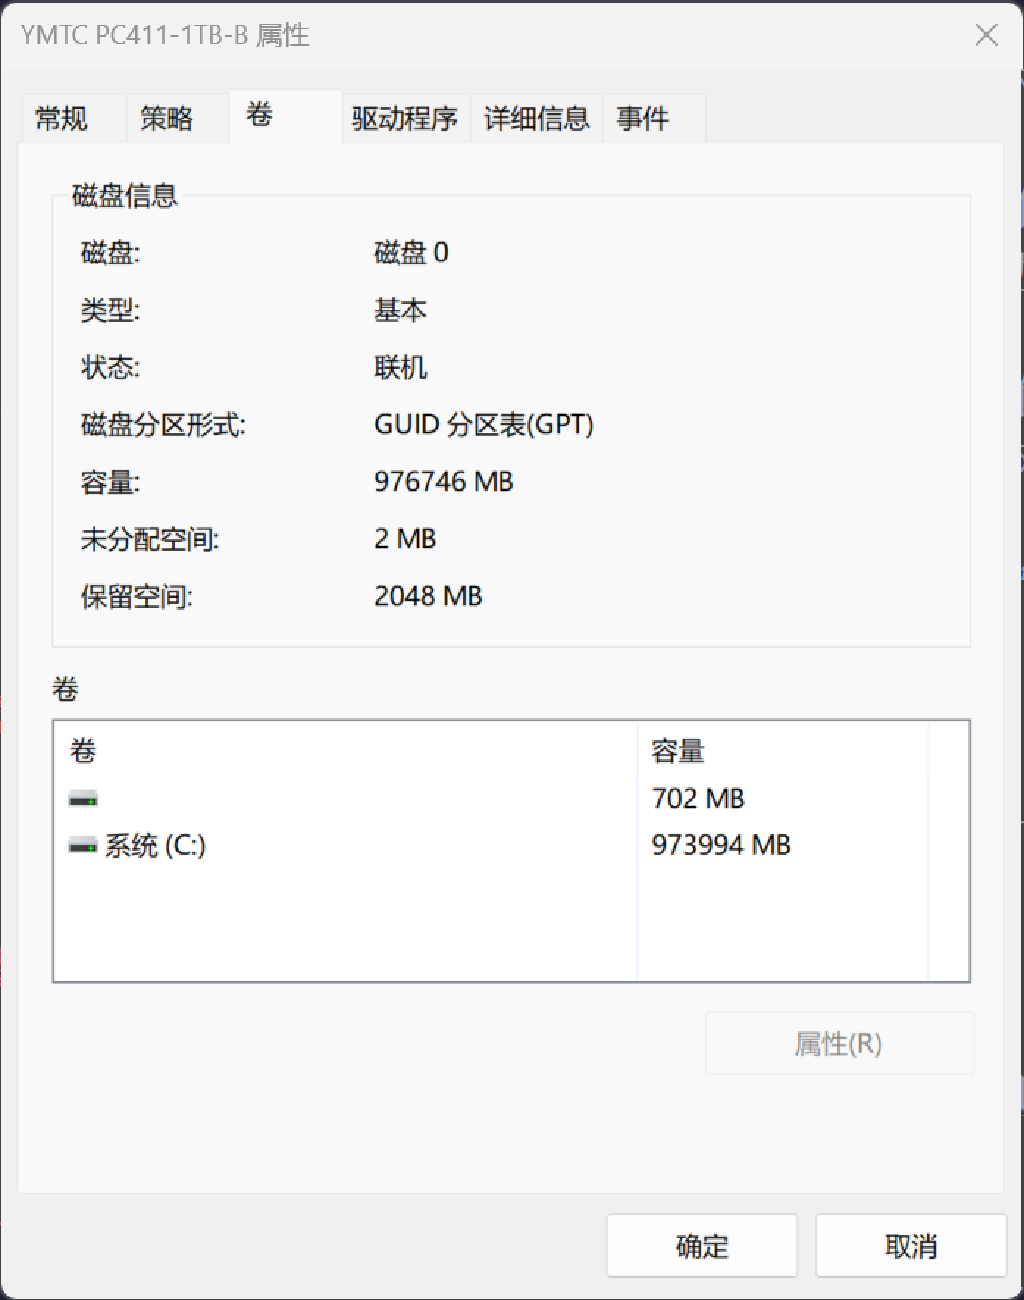 YMTC PC411-1TB-B 属性
常规 策略 卷 驱动程序 详细信息 事件
磁盘信息
磁盘: 磁盘 0
类型: 基本
状态: 联机
磁盘分区形式: GUID 分区表(GPT)
容量: 976746 MB
未分配空间: 2 MB
保留空间: 2048 MB
卷
卷 容量
702 MB
系统 (C:) 973994 MB
属性(R)
确定 取消